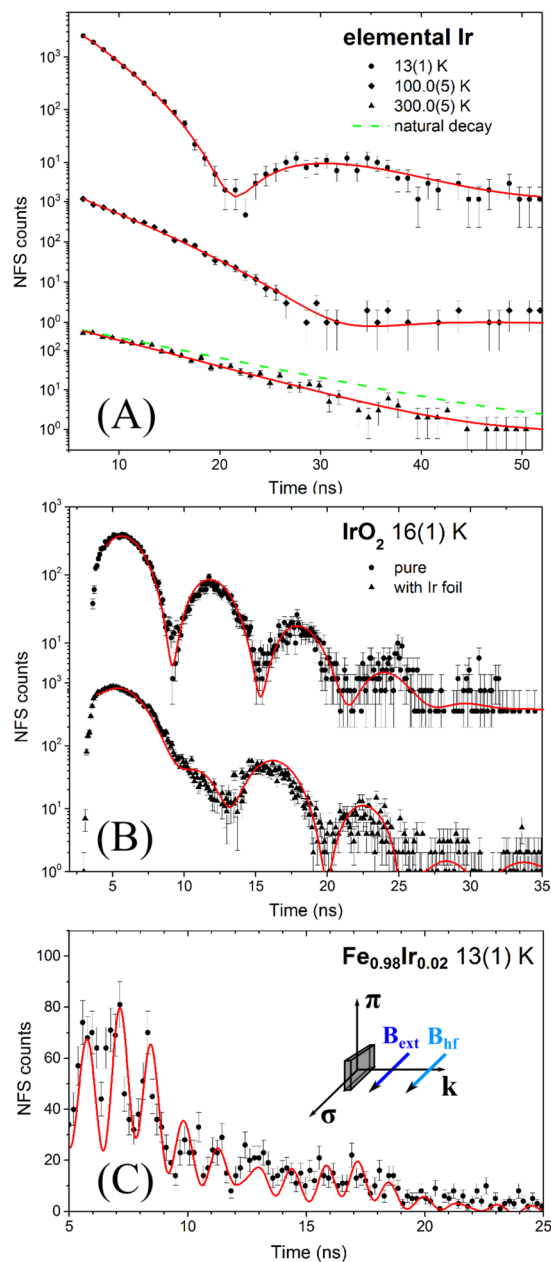 elemental Ir
13(1) K
100.0(5) K
300.0(5) K
natural decay
10³
10²
10¹
10³
10²
10¹
10⁰
10²
10¹
10⁰
NFS counts
NFS counts
(A)
10 20 30 40 50
Time (ns)
IrO₂ 16(1) K
pure
with Ir foil
10³
10²
10¹
10³
10²
10¹
10⁰
NFS counts
NFS counts
(B)
5 10 15 20 25 30 35
Time (ns)
Fe₀.₉₈Ir₀.₀₂ 13(1) K
π
B_ext
B_hf
σ
k
100
80
60
40
20
0
NFS counts
(C)
5 10 15 20 25
Time (ns)